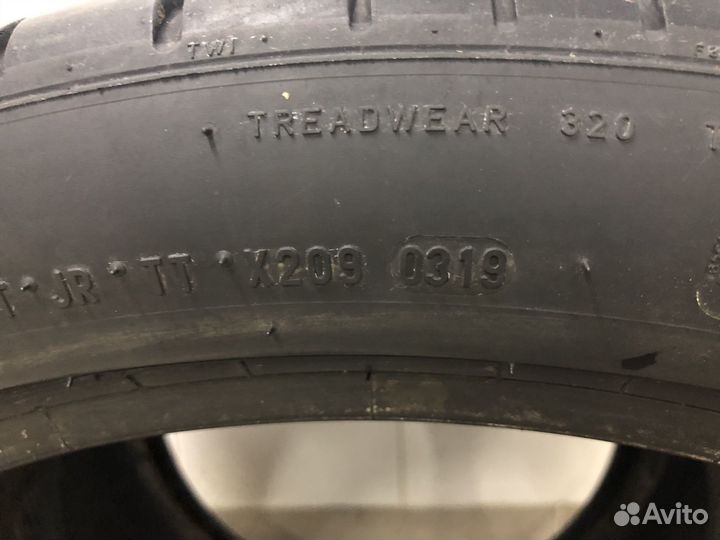 TWI
TREADWEAR 320
JR TT X209 0319
Avito